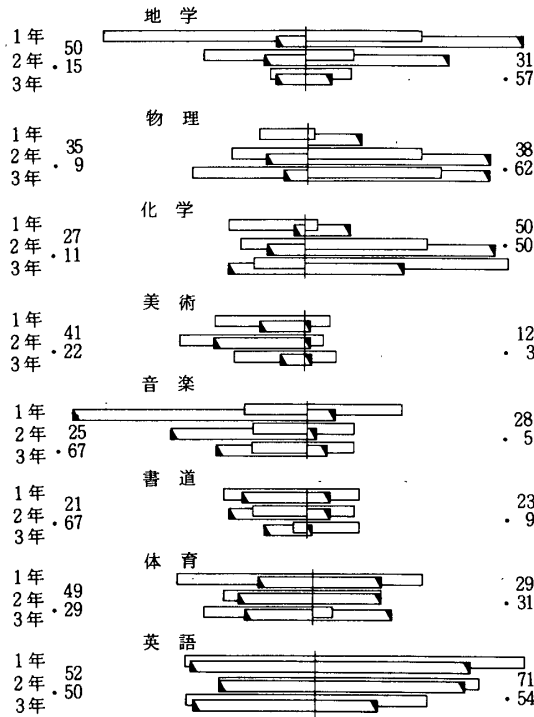 地学
1年
50
2年
・15
3年
31
・57
物理
1年
35
2年
・9
3年
38
・62
化学
1年
27
2年
・11
3年
50
・50
美術
1年
41
2年
・22
3年
12
・3
音楽
1年
2年 25
3年・67
28
・5
書道
1年
21
2年
・67
3年
23
・9
体育
1年
49
2年
・29
3年
29
・31
英語
1年
52
2年
・50
3年
71
・54